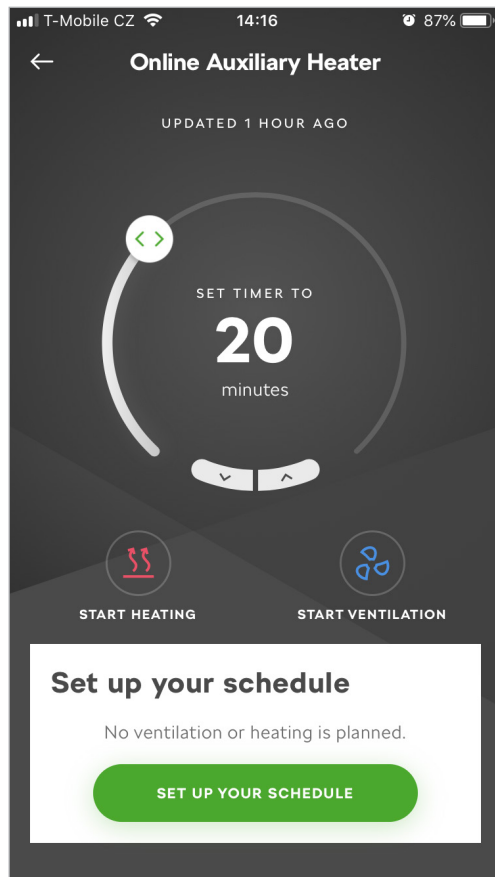 T-Mobile CZ 14:16 87%
Online Auxiliary Heater
UPDATED 1 HOUR AGO
SET TIMER TO
20
minutes
START HEATING START VENTILATION
Set up your schedule
No ventilation or heating is planned.
SET UP YOUR SCHEDULE